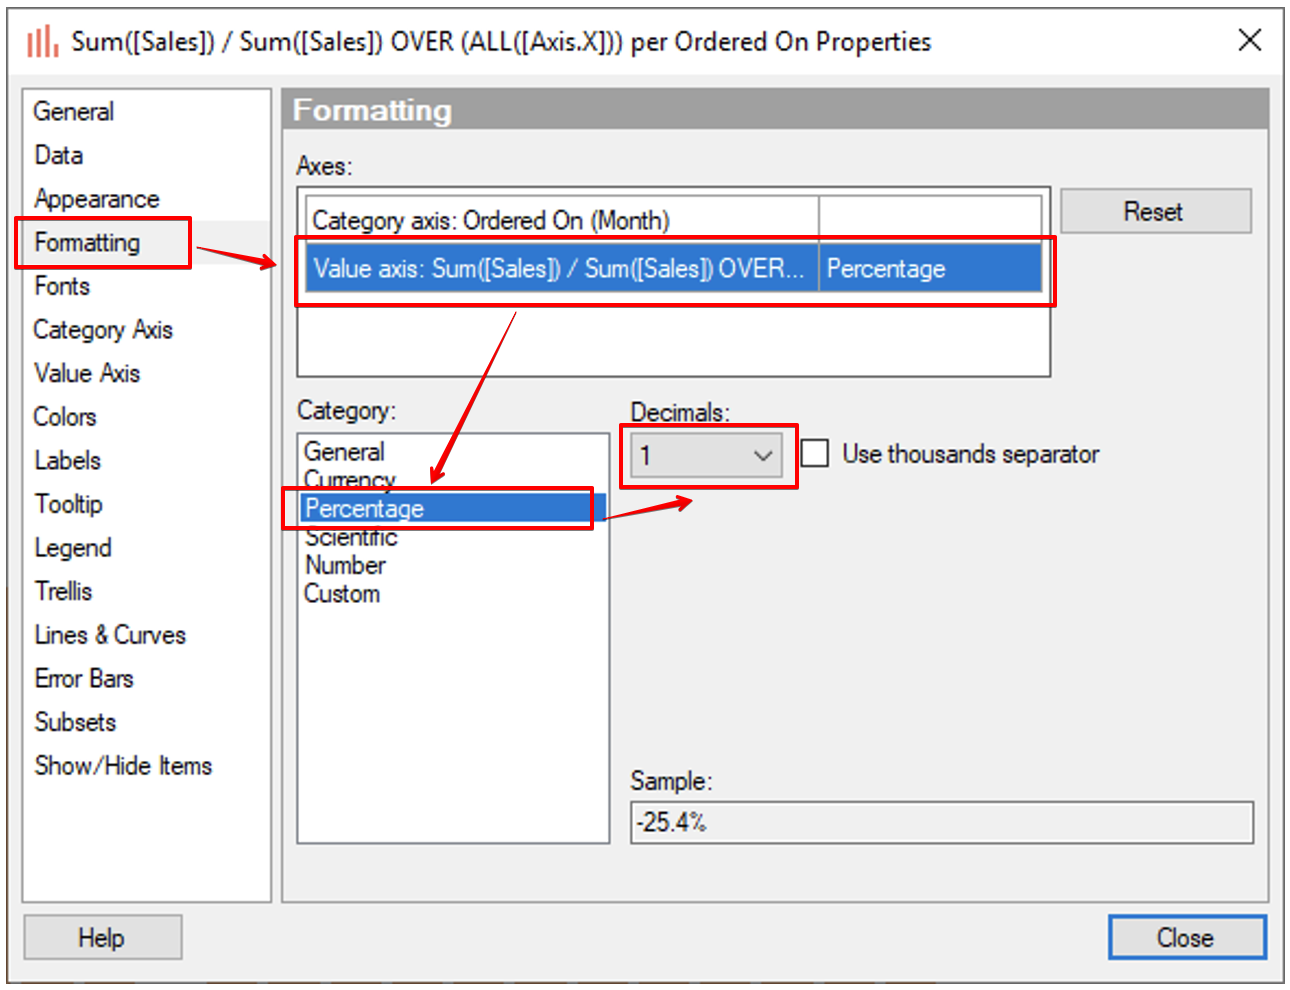 Sum([Sales]) / Sum([Sales]) OVER (ALL([Axis.X])) per Ordered On Properties
General
Data
Appearance
Formatting
Fonts
Category Axis
Value Axis
Colors
Labels
Tooltip
Legend
Trellis
Lines & Curves
Error Bars
Subsets
Show/Hide Items
Formatting
Axes:
Category axis: Ordered On (Month)
Value axis: Sum([Sales]) / Sum([Sales]) OVER... Percentage
Reset
Category:
General
Currency
Percentage
Scientific
Number
Custom
Decimals:
1
Use thousands separator
Sample:
-25.4%
Help
Close